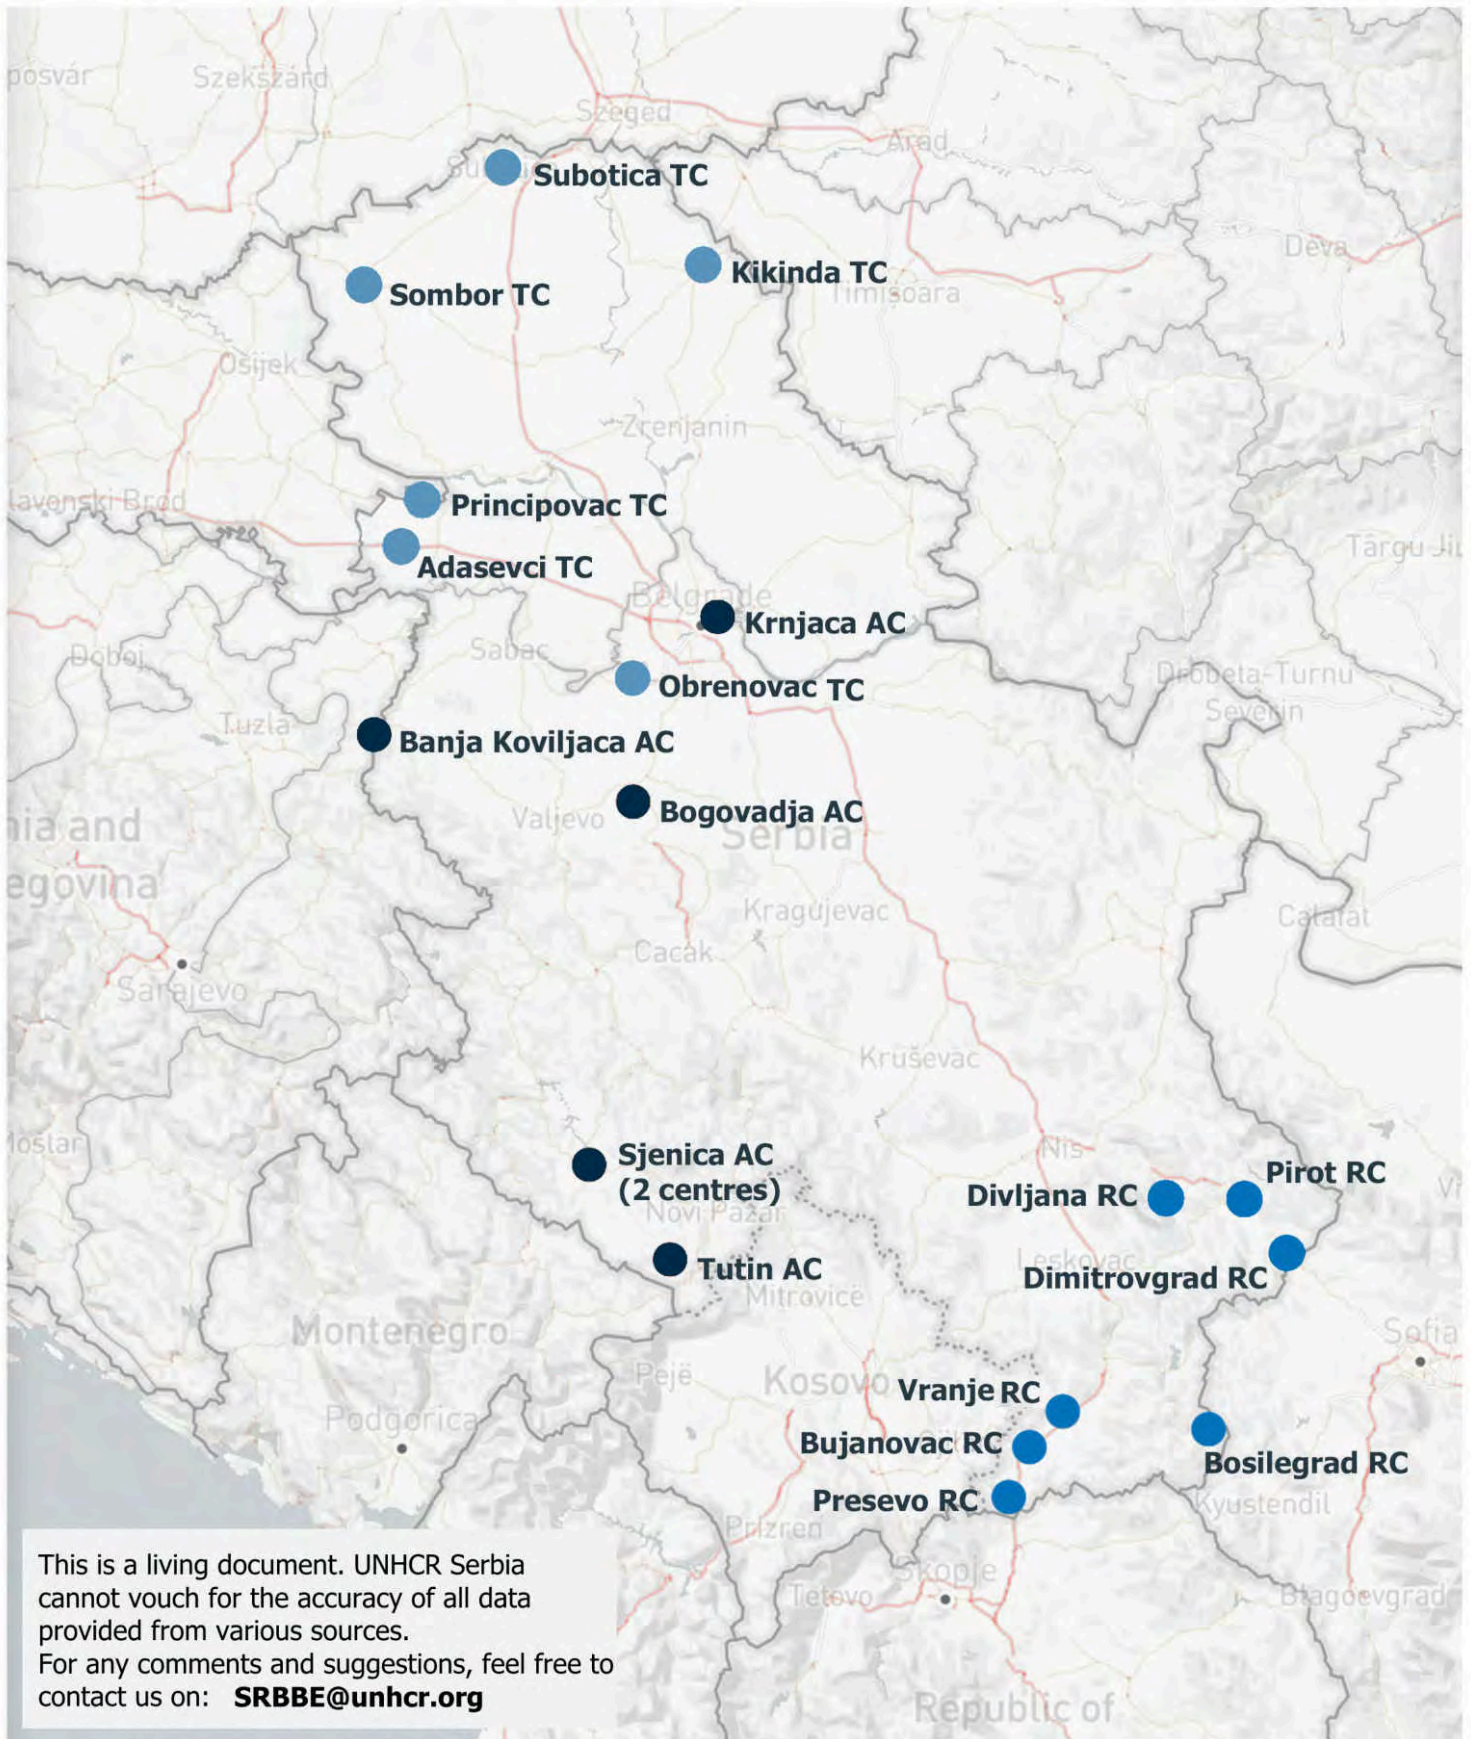 posvár
Szekszárd
Szeged
Arad
Subotica TC
Deva
Kikinda TC
Sombor TC
Timisoara
Osijek
Zrenjanin
lavonski Brod
Principovac TC
Târgu Jiu
Adasevci TC
Belgrade
Krnjaca AC
Sabac
Doboj
Drobeta-Turnu
Severin
Obrenovac TC
Tuzla
Banja Koviljaca AC
Valjevo
Bogovadja AC
nia and
Serbia
egovina
Kragujevac
Calafat
Cacak
Sarajevo
Kruševac
Mostar
Nis
Sjenica AC
(2 centres)
Pirot RC
Divljana RC
Novi Pazar
Tutin AC
Leskovac
Dimitrovgrad RC
Mitrovicë
Montenegro
Sofia
Pejë
Kosovo
Vranje RC
Podgorica
Bujanovac RC
Bosilegrad RC
Presevo RC
Kyustendil
Prizren
Skopje
Tetovo
Blagoevgrad
This is a living document. UNHCR Serbia
cannot vouch for the accuracy of all data
provided from various sources.
For any comments and suggestions, feel free to
contact us on: SRBBE@unhcr.org
Republic of